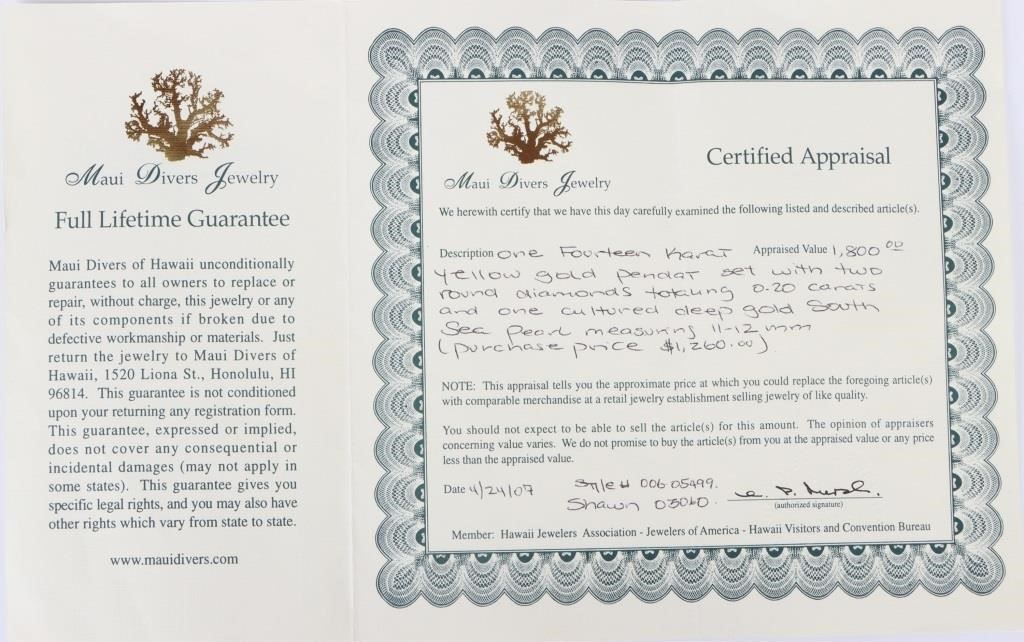 Maui Divers Jewelry
Full Lifetime Guarantee
Maui Divers of Hawaii unconditionally
guarantees to all owners to replace or
repair, without charge, this jewelry or any
of its components if broken due to
defective workmanship or materials. Just
return the jewelry to Maui Divers of
Hawaii, 1520 Liona St., Honolulu, HI
96814. This guarantee is not conditioned
upon your returning any registration form.
This guarantee, expressed or implied,
does not cover any consequential or
incidental damages (may not apply in
some states). This guarantee gives you
specific legal rights, and you may also have
other rights which vary from state to state.
www.mauidivers.com
Maui Divers Jewelry
Certified Appraisal
We herewith certify that we have this day carefully examined the following listed and described article(s).
Description one Fourteen Karat Appraised Value 1,800 00
yellow gold pendat set with two
round diamonds totaling 0.20 carats
and one cultured deep gold South
Sea Pearl measuring 11-12 mm
(purchase price $1,260.00)
NOTE: This appraisal tells you the approximate price at which you could replace the foregoing article(s)
with comparable merchandise at a retail jewelry establishment selling jewelry of like quality.
You should not expect to be able to sell the article(s) for this amount. The opinion of appraisers
concerning value varies. We do not promise to buy the article(s) from you at the appraised value or any price
less than the appraised value.
Date 4/24/07 Style# 006-05499.
Shawn 03060.
(authorized signature)
Member: Hawaii Jewelers Association - Jewelers of America - Hawaii Visitors and Convention Bureau